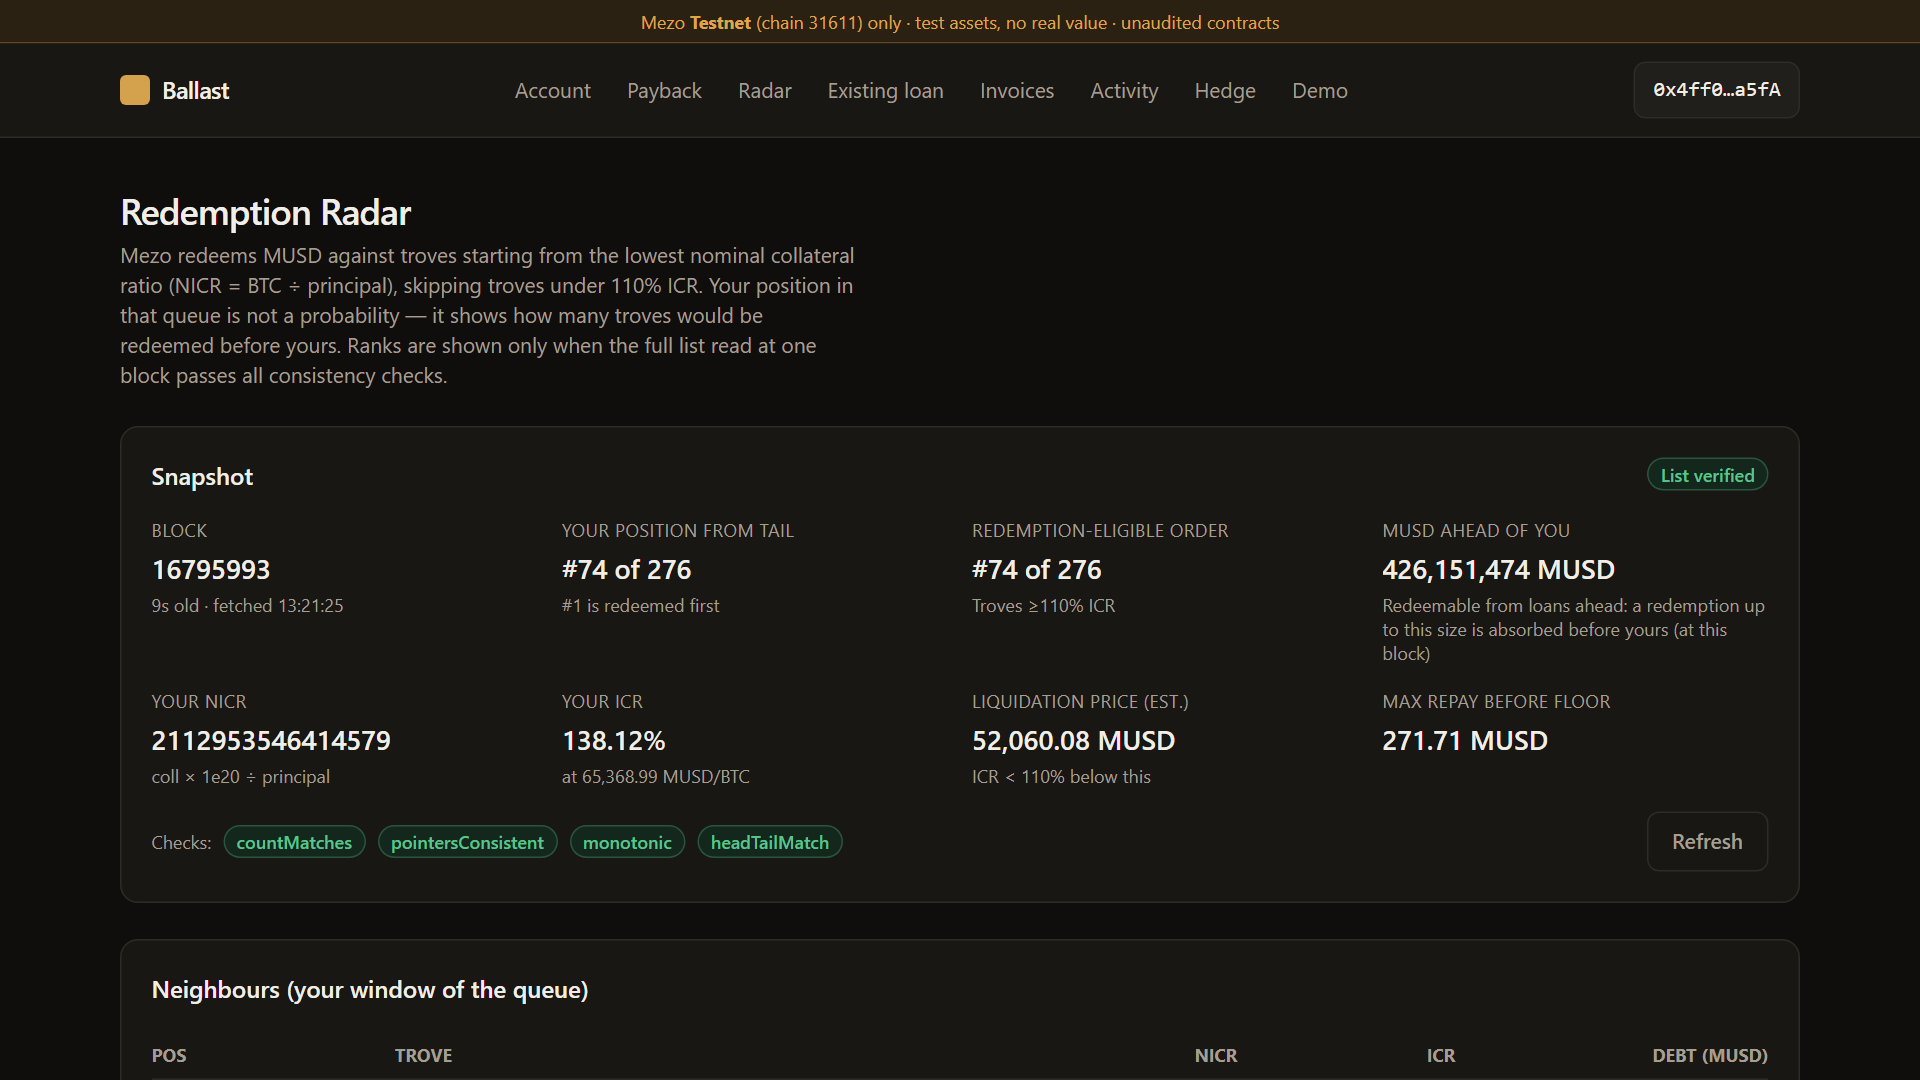 Mezo Testnet (chain 31611) only · test assets, no real value · unaudited contracts
Ballast
Account
Payback
Radar
Existing loan
Invoices
Activity
Hedge
Demo
0x4ff0…a5fA
Redemption Radar
Mezo redeems MUSD against troves starting from the lowest nominal collateral
ratio (NICR = BTC ÷ principal), skipping troves under 110% ICR. Your position in
that queue is not a probability — it shows how many troves would be
redeemed before yours. Ranks are shown only when the full list read at one
block passes all consistency checks.
Snapshot
List verified
BLOCK
16795993
9s old · fetched 13:21:25
YOUR POSITION FROM TAIL
#74 of 276
#1 is redeemed first
REDEMPTION-ELIGIBLE ORDER
#74 of 276
Troves ≥110% ICR
MUSD AHEAD OF YOU
426,151,474 MUSD
Redeemable from loans ahead: a redemption up
to this size is absorbed before yours (at this
block)
YOUR NICR
2112953546414579
coll × 1e20 ÷ principal
YOUR ICR
138.12%
at 65,368.99 MUSD/BTC
LIQUIDATION PRICE (EST.)
52,060.08 MUSD
ICR < 110% below this
MAX REPAY BEFORE FLOOR
271.71 MUSD
Checks:
countMatches
pointersConsistent
monotonic
headTailMatch
Refresh
Neighbours (your window of the queue)
POS
TROVE
NICR
ICR
DEBT (MUSD)